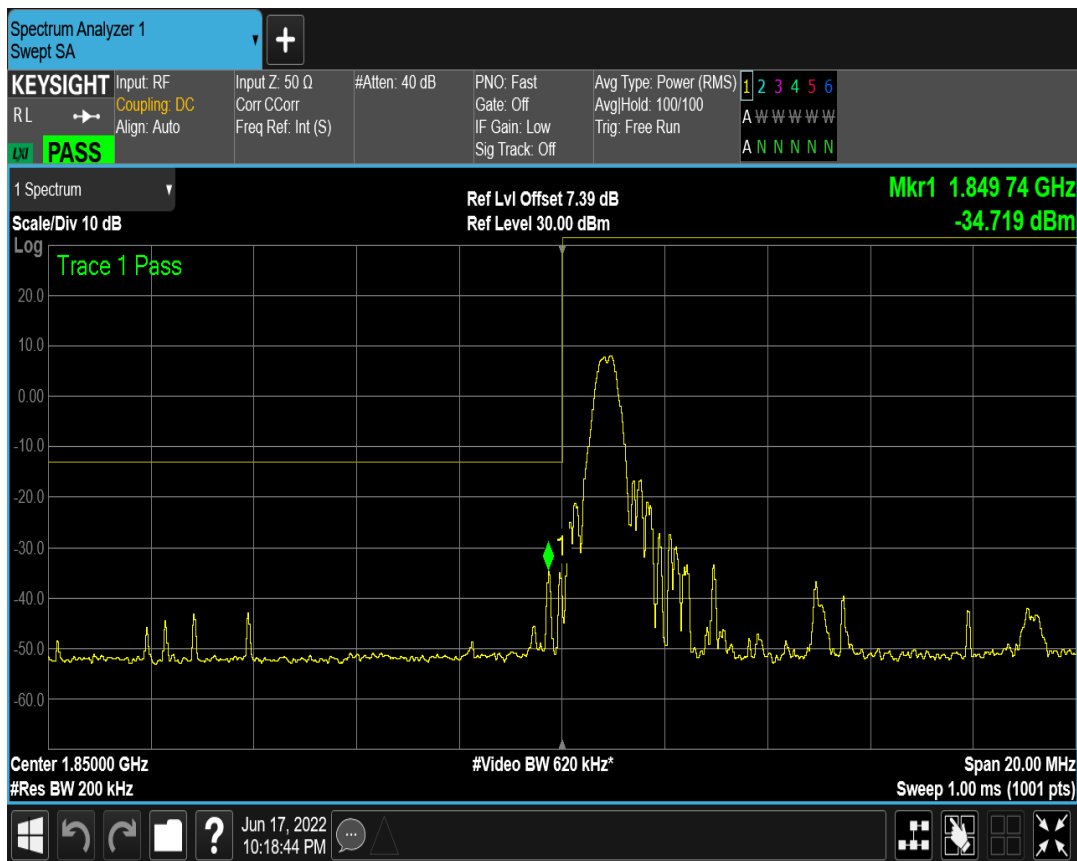 Spectrum Analyzer 1
Swept SA
+
KEYSIGHT
R L
LXI PASS
Input: RF
Coupling: DC
Align: Auto
Input Z: 50 Ω
Corr CCorr
Freq Ref: Int (S)
#Atten: 40 dB
PNO: Fast
Gate: Off
IF Gain: Low
Sig Track: Off
Avg Type: Power (RMS)
Avg|Hold: 100/100
Trig: Free Run
1 2 3 4 5 6
A W W W W W
A N N N N N
1 Spectrum
Scale/Div 10 dB
Ref Lvl Offset 7.39 dB
Ref Level 30.00 dBm
Mkr1 1.849 74 GHz
-34.719 dBm
Log
Trace 1 Pass
20.0
10.0
0.00
-10.0
-20.0
-30.0
-40.0
-50.0
-60.0
1
Center 1.85000 GHz
#Video BW 620 kHz*
Span 20.00 MHz
#Res BW 200 kHz
Sweep 1.00 ms (1001 pts)
?
Jun 17, 2022
10:18:44 PM